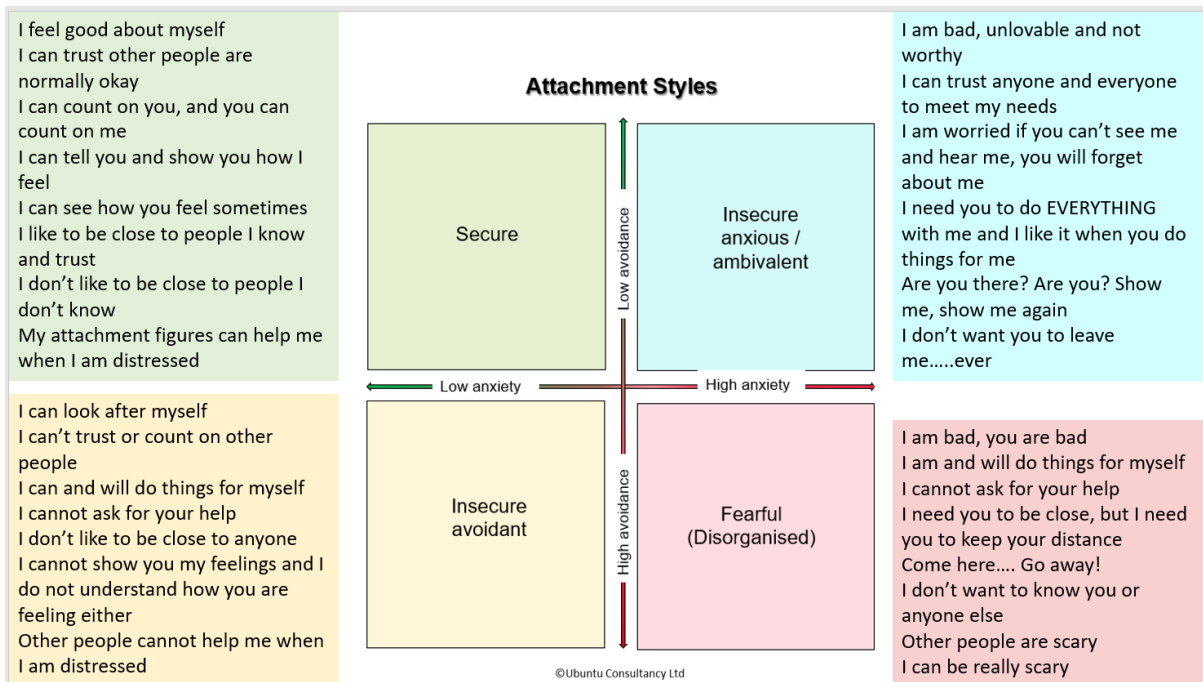 I feel good about myself
I can trust other people are
normally okay
I can count on you, and you can
count on me
I can tell you and show you how I
feel
I can see how you feel sometimes
I like to be close to people I know
and trust
I don't like to be close to people I
don't know
My attachment figures can help me
when I am distressed
I can look after myself
I can't trust or count on other
people
I can and will do things for myself
I cannot ask for your help
I don't like to be close to anyone
I cannot show you my feelings and I
do not understand how you are
feeling either
Other people cannot help me when
I am distressed
Attachment Styles
Secure
Insecure
anxious /
ambivalent
Low avoidance
Low anxiety
High anxiety
High avoidance
Insecure
avoidant
Fearful
(Disorganised)
©Ubuntu Consultancy Ltd
I am bad, unlovable and not
worthy
I can trust anyone and everyone
to meet my needs
I am worried if you can't see me
and hear me, you will forget
about me
I need you to do EVERYTHING
with me and I like it when you do
things for me
Are you there? Are you? Show
me, show me again
I don't want you to leave
me…..ever
I am bad, you are bad
I am and will do things for myself
I cannot ask for your help
I need you to be close, but I need
you to keep your distance
Come here…. Go away!
I don't want to know you or
anyone else
Other people are scary
I can be really scary